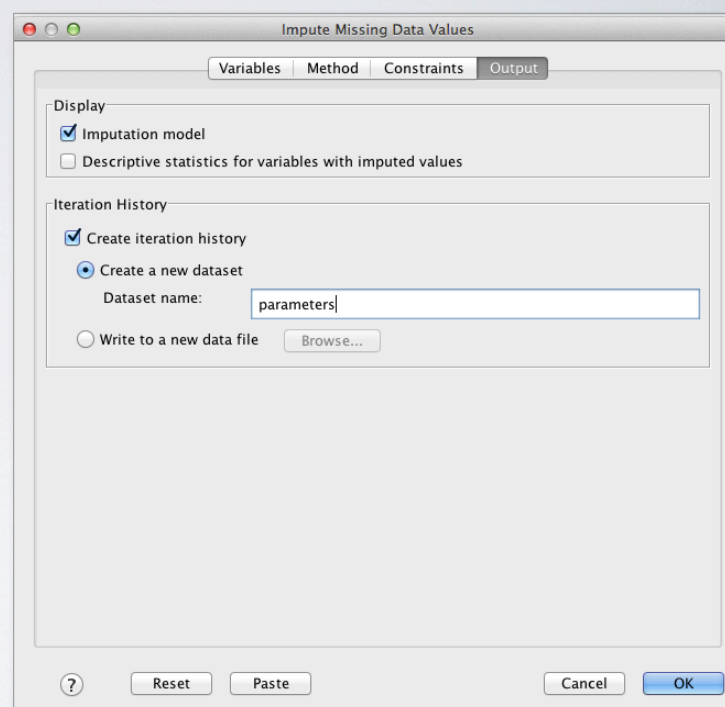 Impute Missing Data Values
Variables Method Constraints Output
Display
Imputation model
Descriptive statistics for variables with imputed values
Iteration History
Create iteration history
Create a new dataset
Dataset name: parameters
Write to a new data file Browse...
? Reset Paste Cancel OK